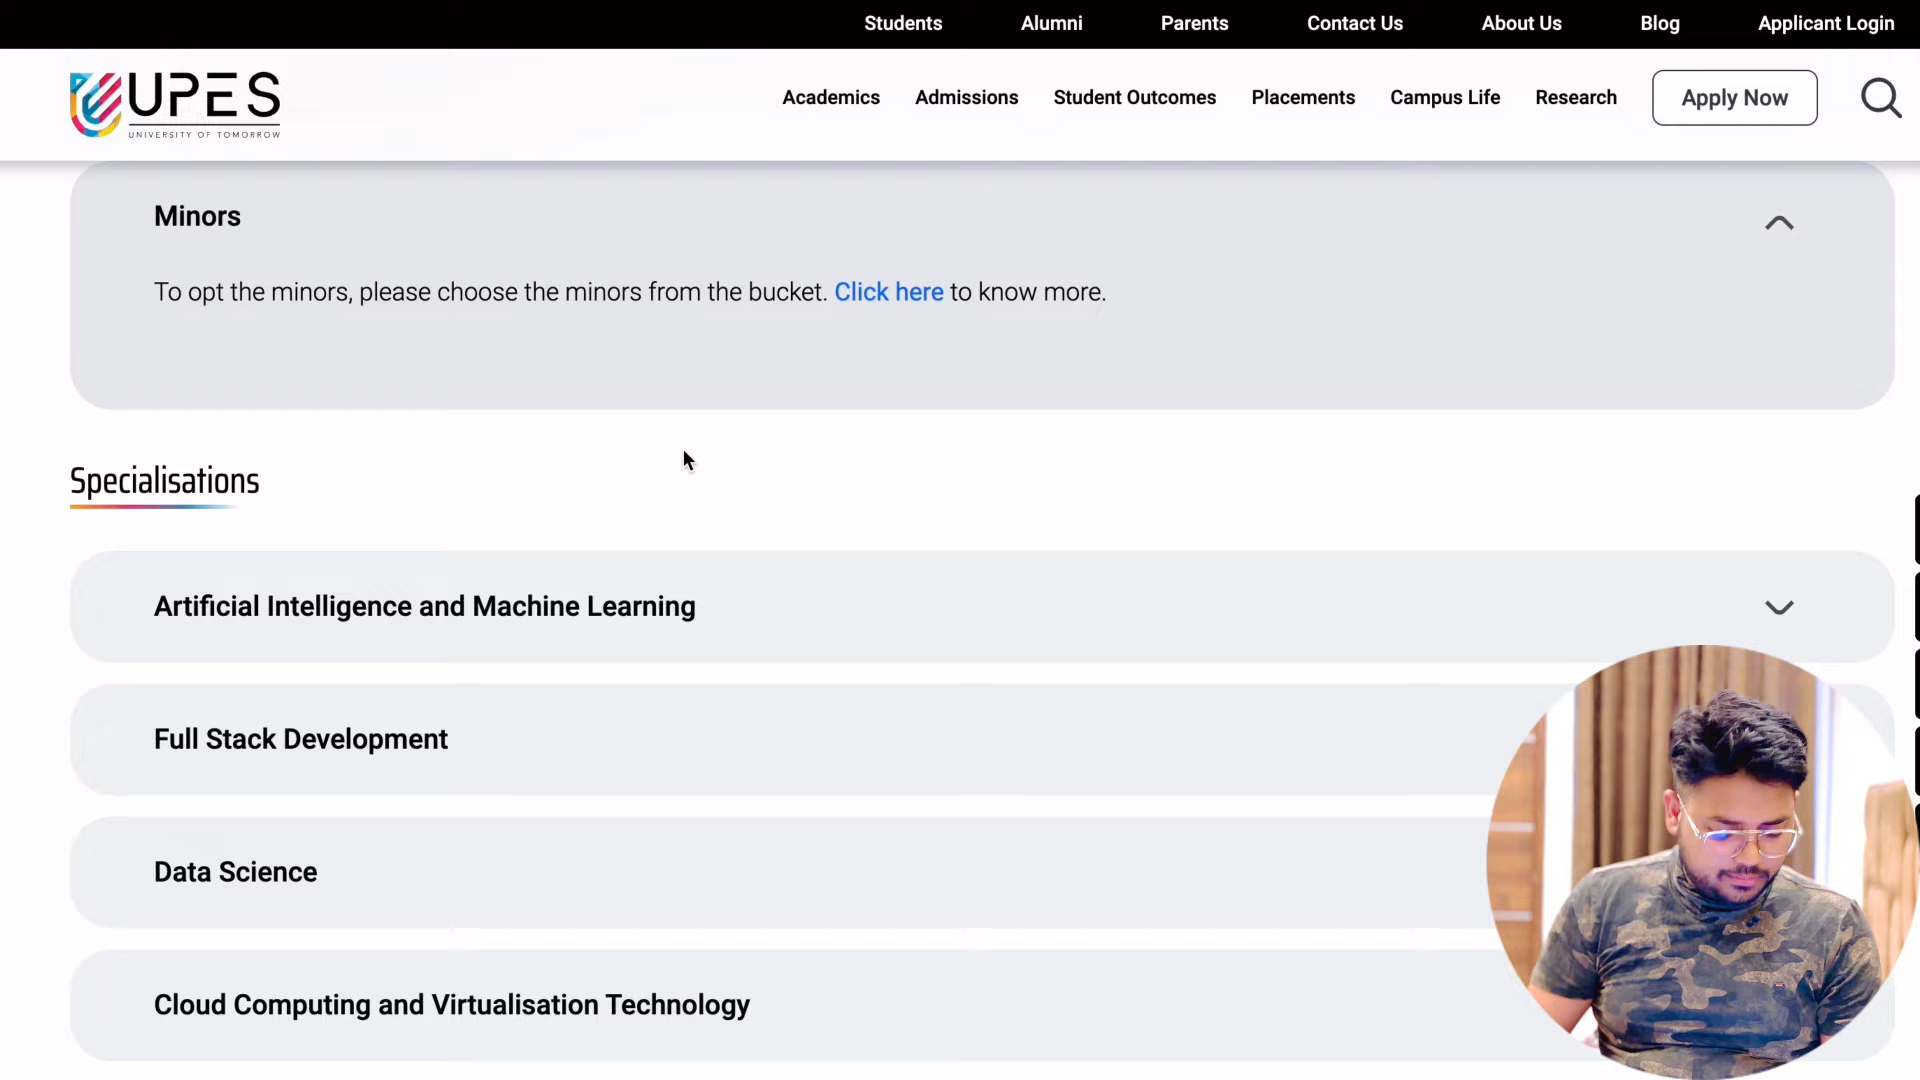 Students Alumni Parents Contact Us About Us Blog Applicant Login
UPES
UNIVERSITY OF TOMORROW
Academics Admissions Student Outcomes Placements Campus Life Research Apply Now
Minors
To opt the minors, please choose the minors from the bucket. Click here to know more.
Specialisations
Artificial Intelligence and Machine Learning
Full Stack Development
Data Science
Cloud Computing and Virtualisation Technology